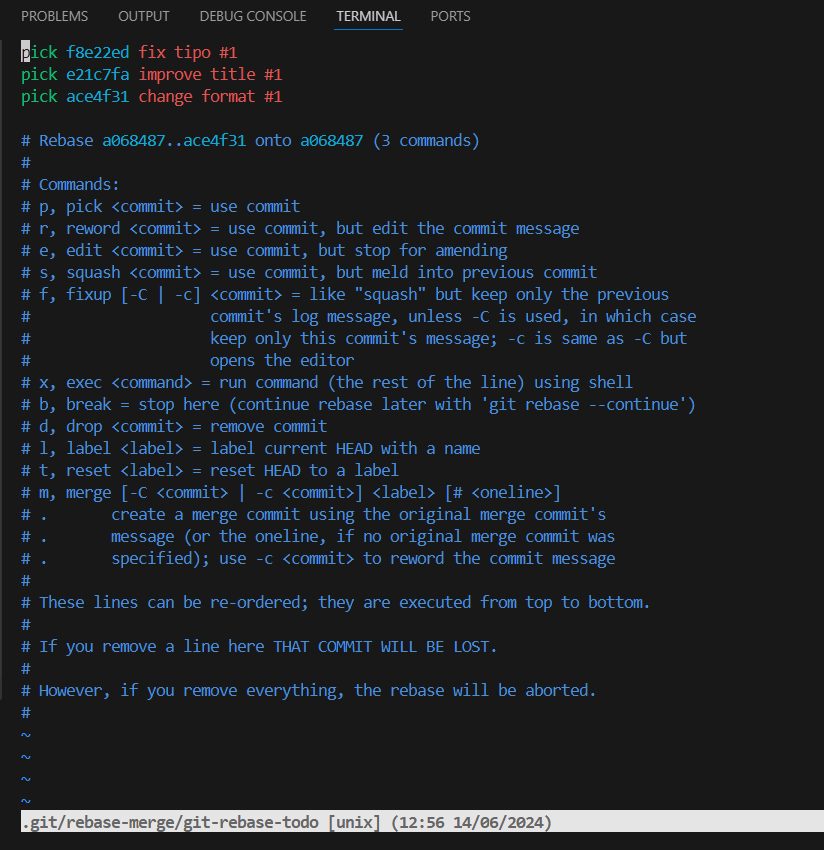 PROBLEMS OUTPUT DEBUG CONSOLE TERMINAL PORTS
pick f8e22ed fix tipo #1
pick e21c7fa improve title #1
pick ace4f31 change format #1
# Rebase a068487..ace4f31 onto a068487 (3 commands)
#
# Commands:
# p, pick <commit> = use commit
# r, reword <commit> = use commit, but edit the commit message
# e, edit <commit> = use commit, but stop for amending
# s, squash <commit> = use commit, but meld into previous commit
# f, fixup [-C | -c] <commit> = like "squash" but keep only the previous
#                    commit's log message, unless -C is used, in which case
#                    keep only this commit's message; -c is same as -C but
#                    opens the editor
# x, exec <command> = run command (the rest of the line) using shell
# b, break = stop here (continue rebase later with 'git rebase --continue')
# d, drop <commit> = remove commit
# l, label <label> = label current HEAD with a name
# t, reset <label> = reset HEAD to a label
# m, merge [-C <commit> | -c <commit>] <label> [# <oneline>]
# .       create a merge commit using the original merge commit's
# .       message (or the oneline, if no original merge commit was
# .       specified); use -c <commit> to reword the commit message
#
# These lines can be re-ordered; they are executed from top to bottom.
#
# If you remove a line here THAT COMMIT WILL BE LOST.
#
# However, if you remove everything, the rebase will be aborted.
#
~
~
~
~
.git/rebase-merge/git-rebase-todo [unix] (12:56 14/06/2024)